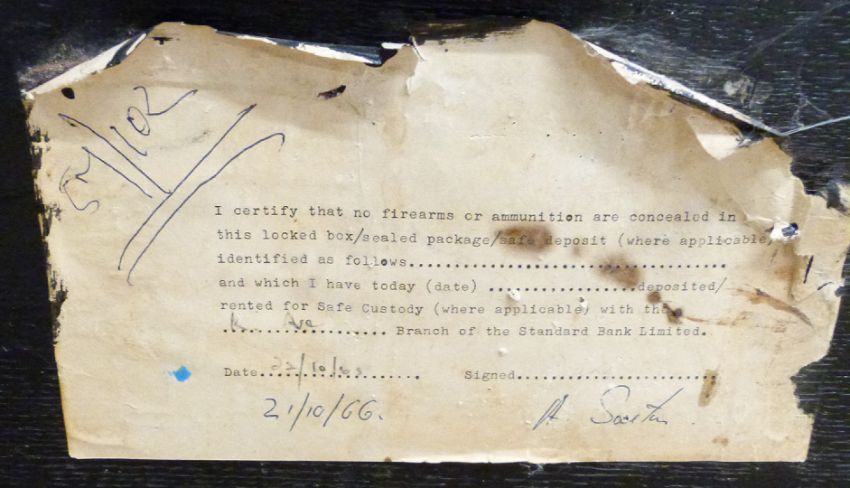 I certify that no firearms or ammunition are concealed in
this locked box/sealed package/safe deposit (where applicable)
identified as follows........................................
and which I have today (date) ...................deposited/
rented for Safe Custody (where applicable) with the
K. Ave .................. Branch of the Standard Bank Limited.
Date.................... Signed.........................
21/10/66.